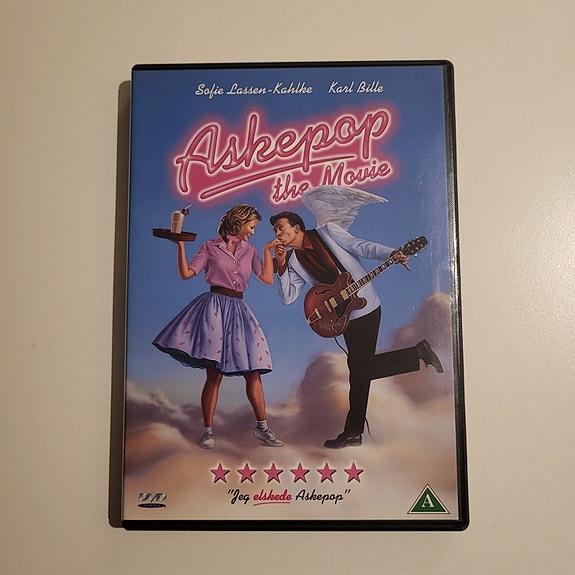 Sofie Lassen-Kahlke Karl Bille
Askepop
the Movie
"Jeg elskede Askepop"
DVD
A